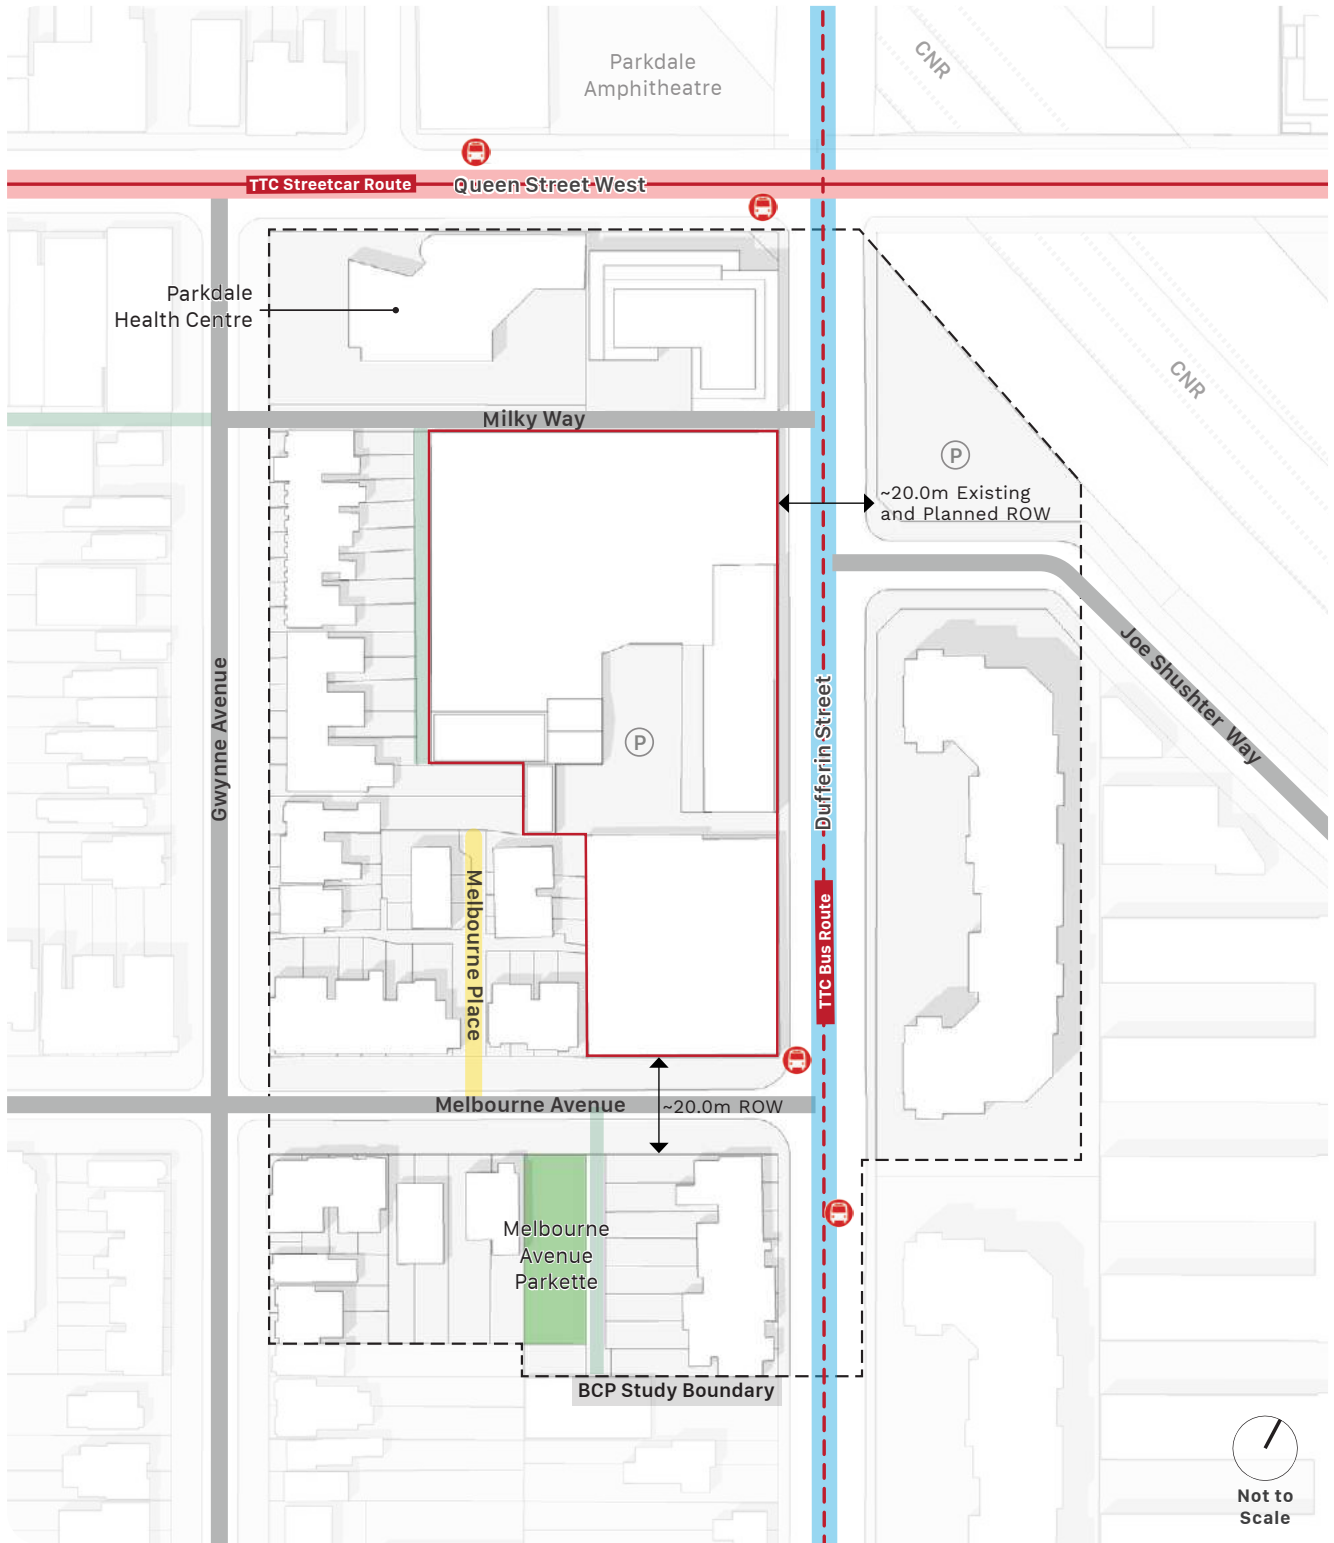 Parkdale
Amphitheatre
CNR
TTC Streetcar Route
Queen Street West
Parkdale
Health Centre
CNR
Milky Way
P
~20.0m Existing
and Planned ROW
Joe Shushter Way
Gwynne Avenue
Dufferin Street
P
Melbourne Place
TTC Bus Route
Melbourne Avenue
~20.0m ROW
Melbourne
Avenue
Parkette
BCP Study Boundary
Not to
Scale